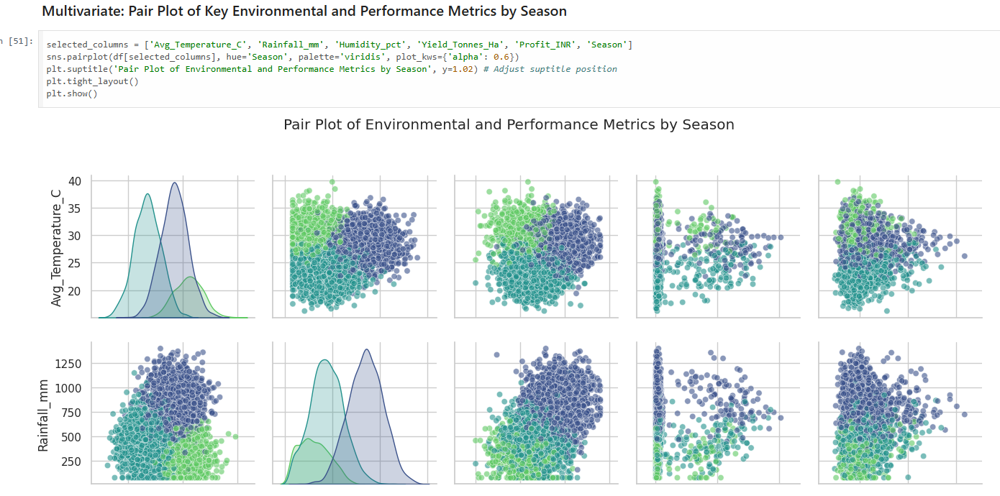 Multivariate: Pair Plot of Key Environmental and Performance Metrics by Season
n [51]:
selected_columns = ['Avg_Temperature_C', 'Rainfall_mm', 'Humidity_pct', 'Yield_Tonnes_Ha', 'Profit_INR', 'Season']
sns.pairplot(df[selected_columns], hue='Season', palette='viridis', plot_kws={'alpha': 0.6})
plt.suptitle('Pair Plot of Environmental and Performance Metrics by Season', y=1.02) # Adjust suptitle position
plt.tight_layout()
plt.show()
Pair Plot of Environmental and Performance Metrics by Season
Avg_Temperature_C
40
35
30
25
20
Rainfall_mm
1250
1000
750
500
250